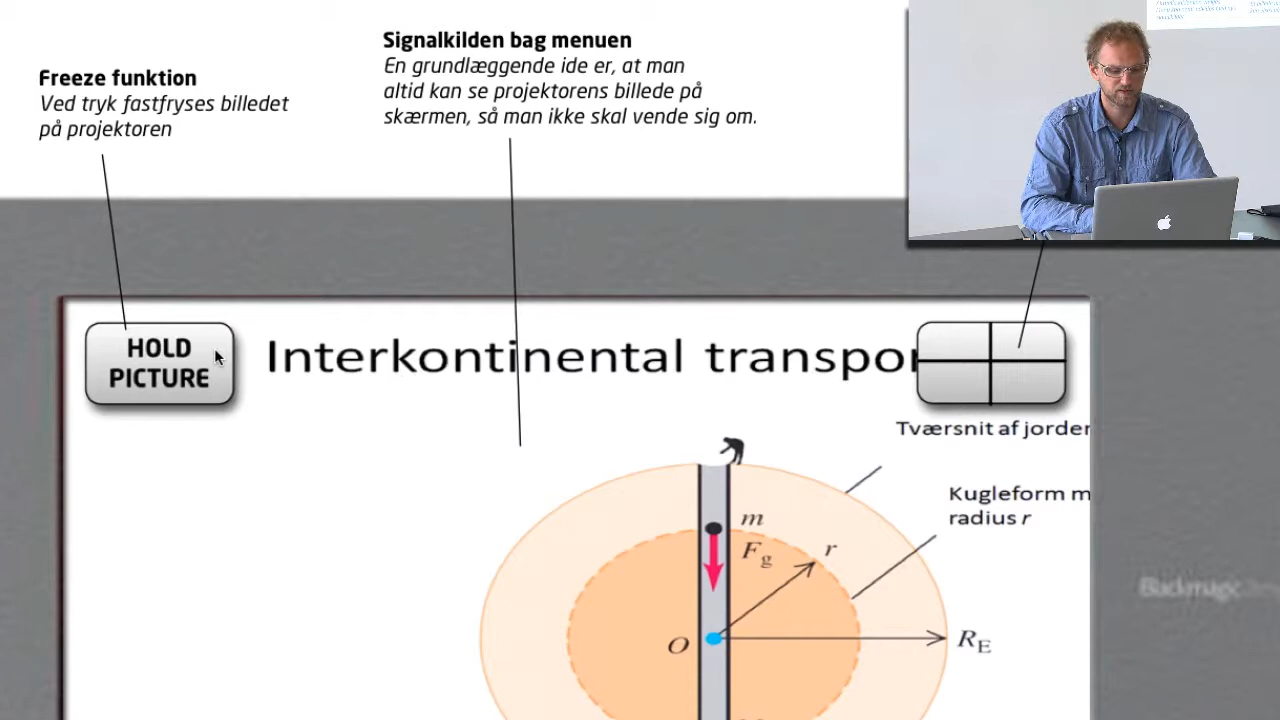 Freeze funktion
Ved tryk fastfryses billedet
på projektoren
Signalkilden bag menuen
En grundlæggende ide er, at man
altid kan se projektorens billede på
skærmen, så man ikke skal vende sig om.
HOLD
PICTURE
Interkontinental transpor
Tværsnit af jorden
Kugleform m
radius r
m
F_g
r
O
R_E
Blackmagic